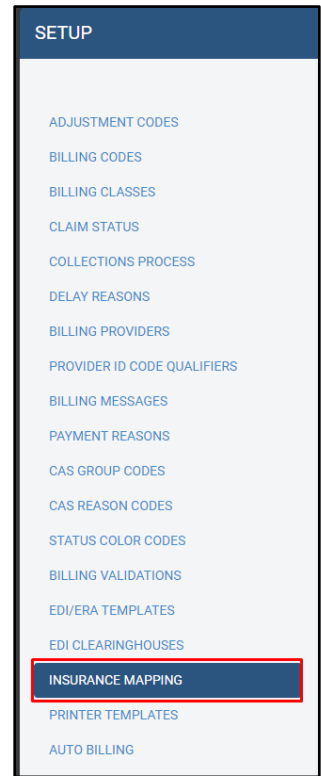 SETUP
ADJUSTMENT CODES
BILLING CODES
BILLING CLASSES
CLAIM STATUS
COLLECTIONS PROCESS
DELAY REASONS
BILLING PROVIDERS
PROVIDER ID CODE QUALIFIERS
BILLING MESSAGES
PAYMENT REASONS
CAS GROUP CODES
CAS REASON CODES
STATUS COLOR CODES
BILLING VALIDATIONS
EDI/ERA TEMPLATES
EDI CLEARINGHOUSES
INSURANCE MAPPING
PRINTER TEMPLATES
AUTO BILLING